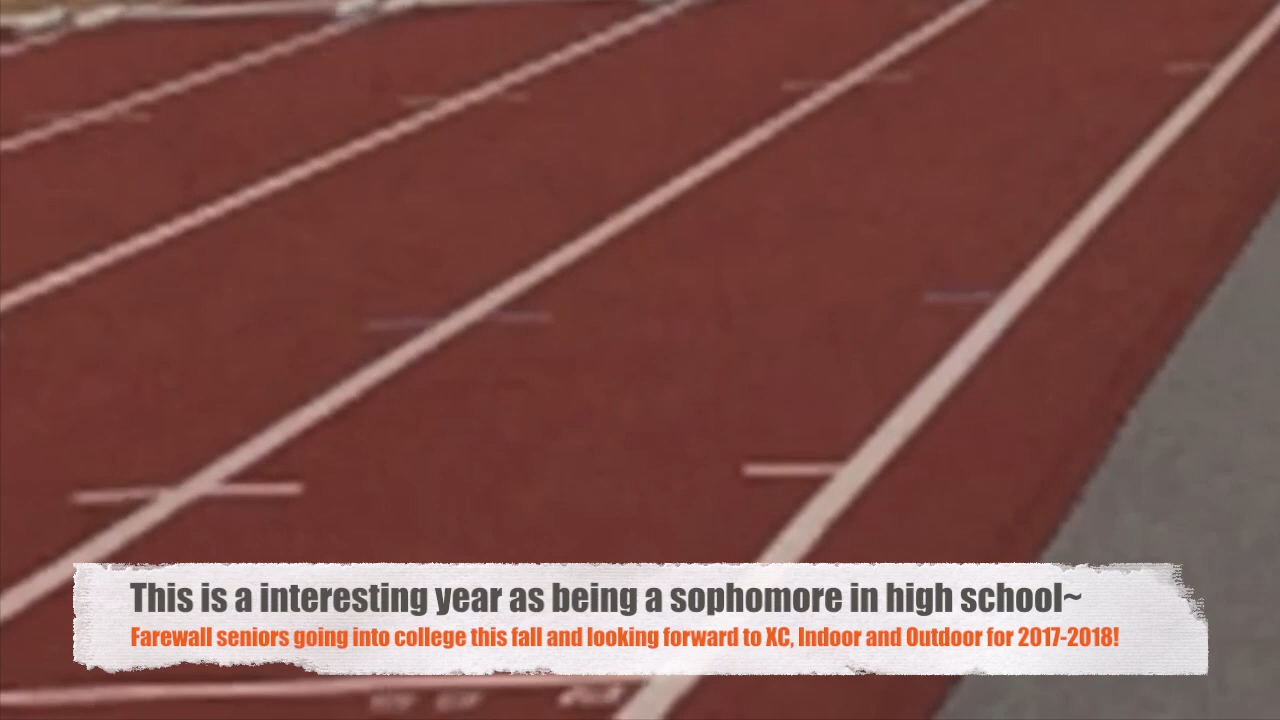 This is a interesting year as being a sophomore in high school~
Farewall seniors going into college this fall and looking forward to XC, Indoor and Outdoor for 2017-2018!